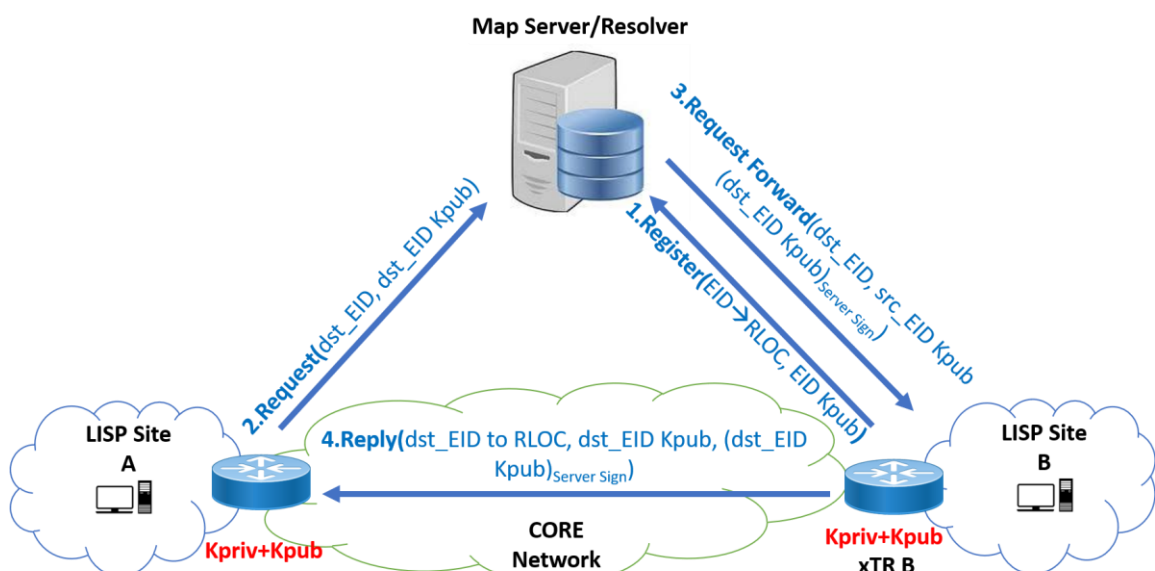 Map Server/Resolver
3.Request Forward(dst_EID, src_EID Kpub
(dst_EID Kpub)Server Sign)
1.Register(EID→RLOC, EID Kpub)
2.Request(dst_EID, dst_EID Kpub)
LISP Site
A
4.Reply(dst_EID to RLOC, dst_EID Kpub, (dst_EID
Kpub)Server Sign)
LISP Site
B
Kpriv+Kpub
CORE
Network
Kpriv+Kpub
xTR B